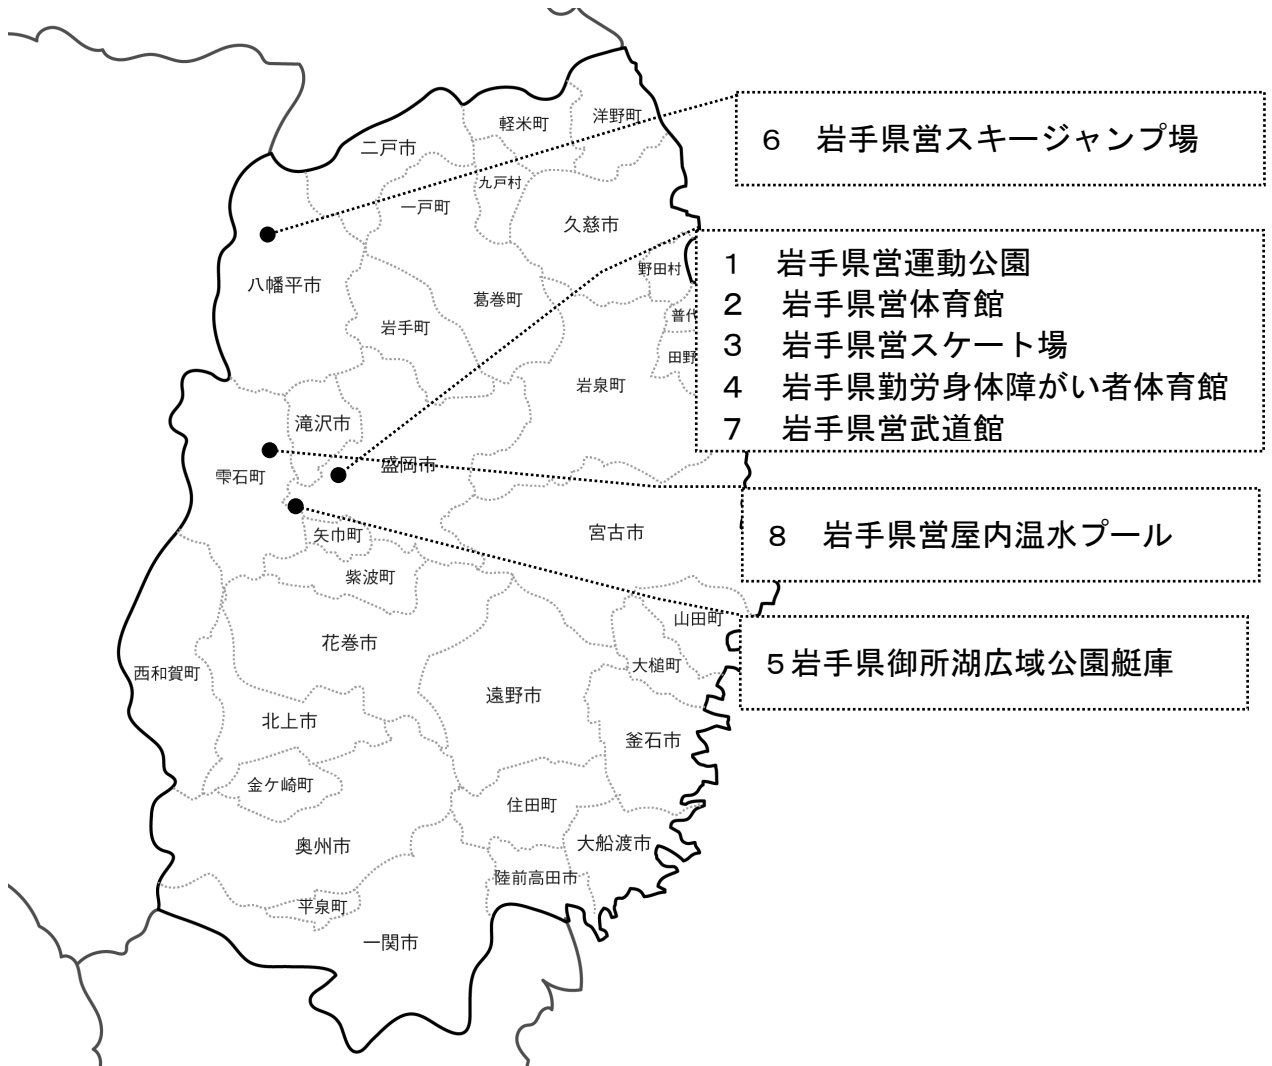 洋野町
軽米町
二戸市
九戸村
一戸町
久慈市
野田村
八幡平市
葛巻町
普代
岩手町
田野
岩泉町
滝沢市
盛岡市
雫石町
宮古市
矢巾町
紫波町
山田町
花巻市
大槌町
西和賀町
遠野市
北上市
釜石市
金ケ崎町
住田町
大船渡市
奥州市
陸前高田市
平泉町
一関市
6 岩手県営スキージャンプ場
1 岩手県営運動公園
2 岩手県営体育館
3 岩手県営スケート場
4 岩手県勤労身体障がい者体育館
7 岩手県営武道館
8 岩手県営屋内温水プール
5岩手県御所湖広域公園艇庫